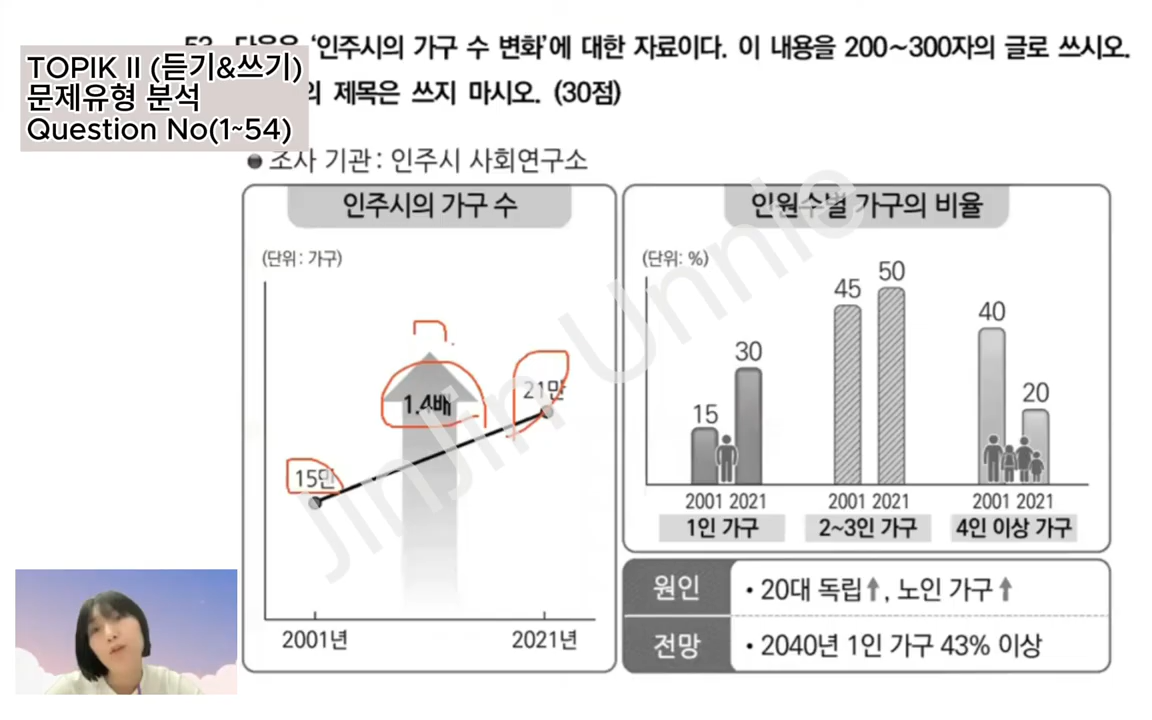 다음은 '인주시의 가구 수 변화'에 대한 자료이다. 이 내용을 200~300자의 글로 쓰시오.
의 제목은 쓰지 마시오. (30점)
TOPIK II (듣기&쓰기)
문제유형 분석
Question No(1~54)
조사 기관: 인주시 사회연구소
인주시의 가구 수
(단위: 가구)
1.4배
21만
15만
2001년 2021년
인원수별 가구의 비율
(단위: %)
15 30 45 50 40 20
2001 2021 2001 2021 2001 2021
1인 가구 2~3인 가구 4인 이상 가구
원인 • 20대 독립↑, 노인 가구↑
전망 • 2040년 1인 가구 43% 이상
JinJin Unnie